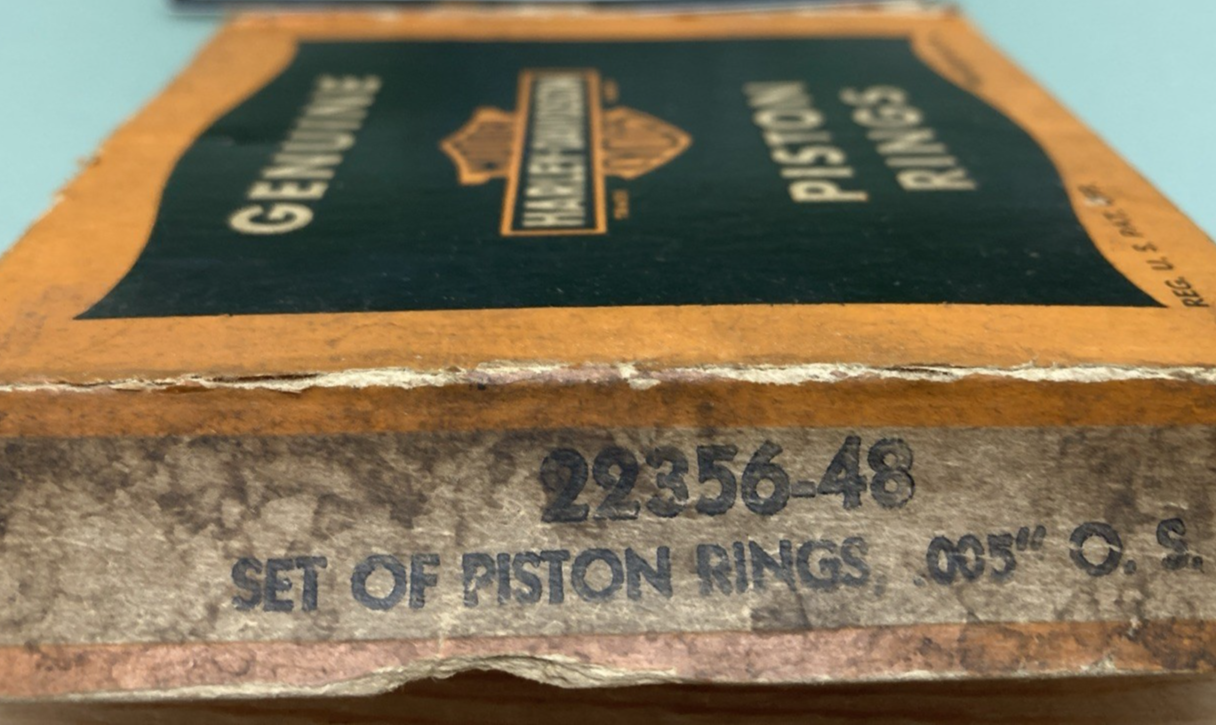 GENUINE
HARLEY-DAVIDSON
PISTON
RINGS
REG. U. S. PAT. OFF.
22356-48
SET OF PISTON RINGS, .005" O. S.